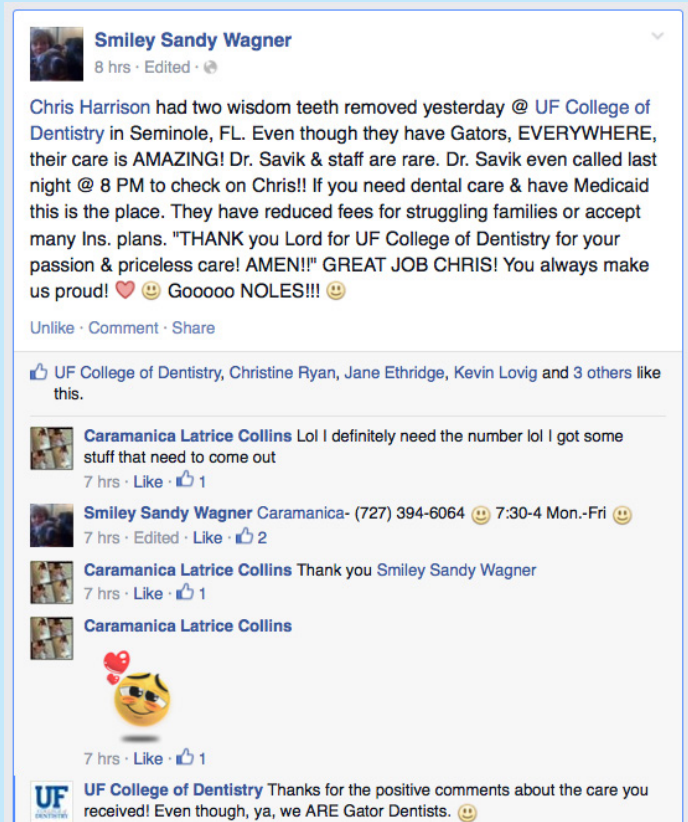 Smiley Sandy Wagner
8 hrs · Edited ·
Chris Harrison had two wisdom teeth removed yesterday @ UF College of
Dentistry in Seminole, FL. Even though they have Gators, EVERYWHERE,
their care is AMAZING! Dr. Savik & staff are rare. Dr. Savik even called last
night @ 8 PM to check on Chris!! If you need dental care & have Medicaid
this is the place. They have reduced fees for struggling families or accept
many Ins. plans. "THANK you Lord for UF College of Dentistry for your
passion & priceless care! AMEN!!" GREAT JOB CHRIS! You always make
us proud! Gooooo NOLES!!!
Unlike · Comment · Share
UF College of Dentistry, Christine Ryan, Jane Ethridge, Kevin Lovig and 3 others like
this.
Caramanica Latrice Collins Lol I definitely need the number lol I got some
stuff that need to come out
7 hrs · Like · 1
Smiley Sandy Wagner Caramanica- (727) 394-6064 7:30-4 Mon.-Fri
7 hrs · Edited · Like · 2
Caramanica Latrice Collins Thank you Smiley Sandy Wagner
7 hrs · Like · 1
Caramanica Latrice Collins
7 hrs · Like · 1
UF College of Dentistry Thanks for the positive comments about the care you
received! Even though, ya, we ARE Gator Dentists.
UF
DENTISTRY